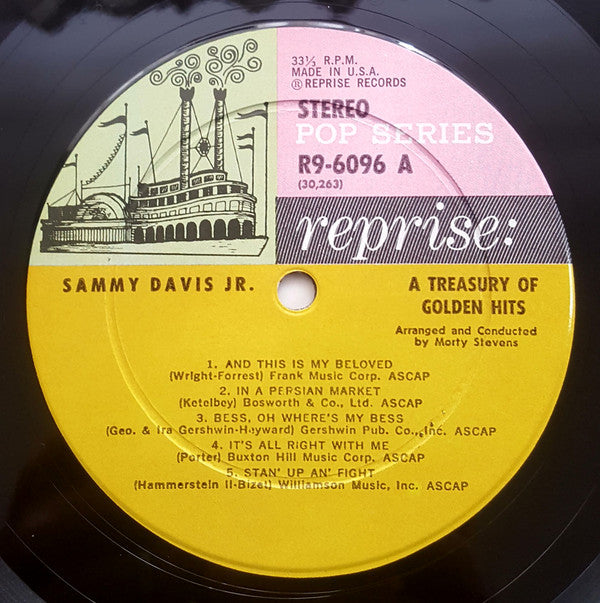 33⅓ R.P.M.
MADE IN U.S.A.
Ⓡ REPRISE RECORDS
STEREO
POP SERIES
R9-6096 A
(30,263)
reprise:
SAMMY DAVIS JR.
A TREASURY OF
GOLDEN HITS
Arranged and Conducted
by Morty Stevens
1. AND THIS IS MY BELOVED
(Wright-Forrest) Frank Music Corp. ASCAP
2. IN A PERSIAN MARKET
(Ketelbey) Bosworth & Co., Ltd. ASCAP
3. BESS, OH WHERE'S MY BESS
(Geo. & Ira Gershwin-Hayward) Gershwin Pub. Co., Inc. ASCAP
4. IT'S ALL RIGHT WITH ME
(Porter) Buxton Hill Music Corp. ASCAP
5. STAN' UP AN' FIGHT
(Hammerstein II-Bizet) Williamson Music, Inc. ASCAP